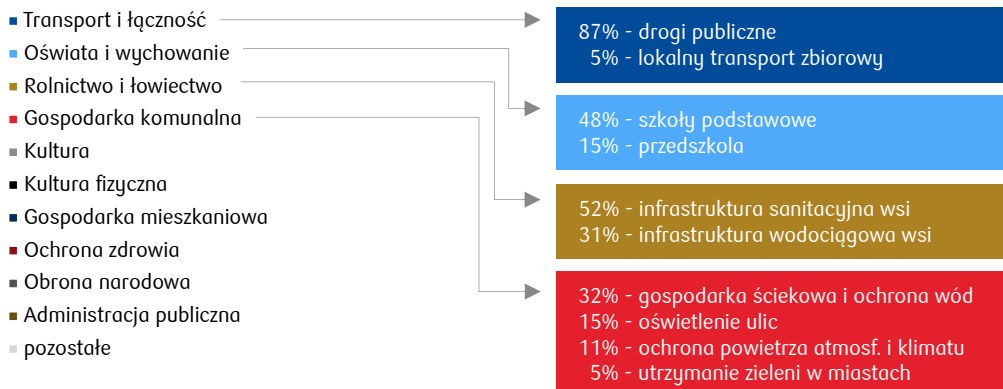 Transport i łączność
Oświata i wychowanie
Rolnictwo i łowiectwo
Gospodarka komunalna
Kultura
Kultura fizyczna
Gospodarka mieszkaniowa
Ochrona zdrowia
Obrona narodowa
Administracja publiczna
pozostałe
87% - drogi publiczne
5% - lokalny transport zbiorowy
48% - szkoły podstawowe
15% - przedszkola
52% - infrastruktura sanitacyjna wsi
31% - infrastruktura wodociągowa wsi
32% - gospodarka ściekowa i ochrona wód
15% - oświetlenie ulic
11% - ochrona powietrza atmosf. i klimatu
5% - utrzymanie zieleni w miastach